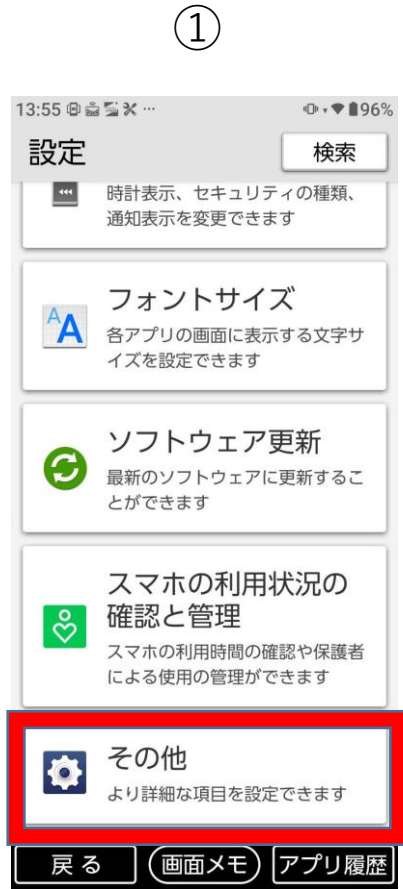 ①
13:55 …
96%
設定
検索
時計表示、セキュリティの種類、
通知表示を変更できます
フォントサイズ
各アプリの画面に表示する文字サ
イズを設定できます
ソフトウェア更新
最新のソフトウェアに更新するこ
とができます
スマホの利用状況の
確認と管理
スマホの利用時間の確認や保護者
による使用の管理ができます
その他
より詳細な項目を設定できます
戻る
画面メモ
アプリ履歴